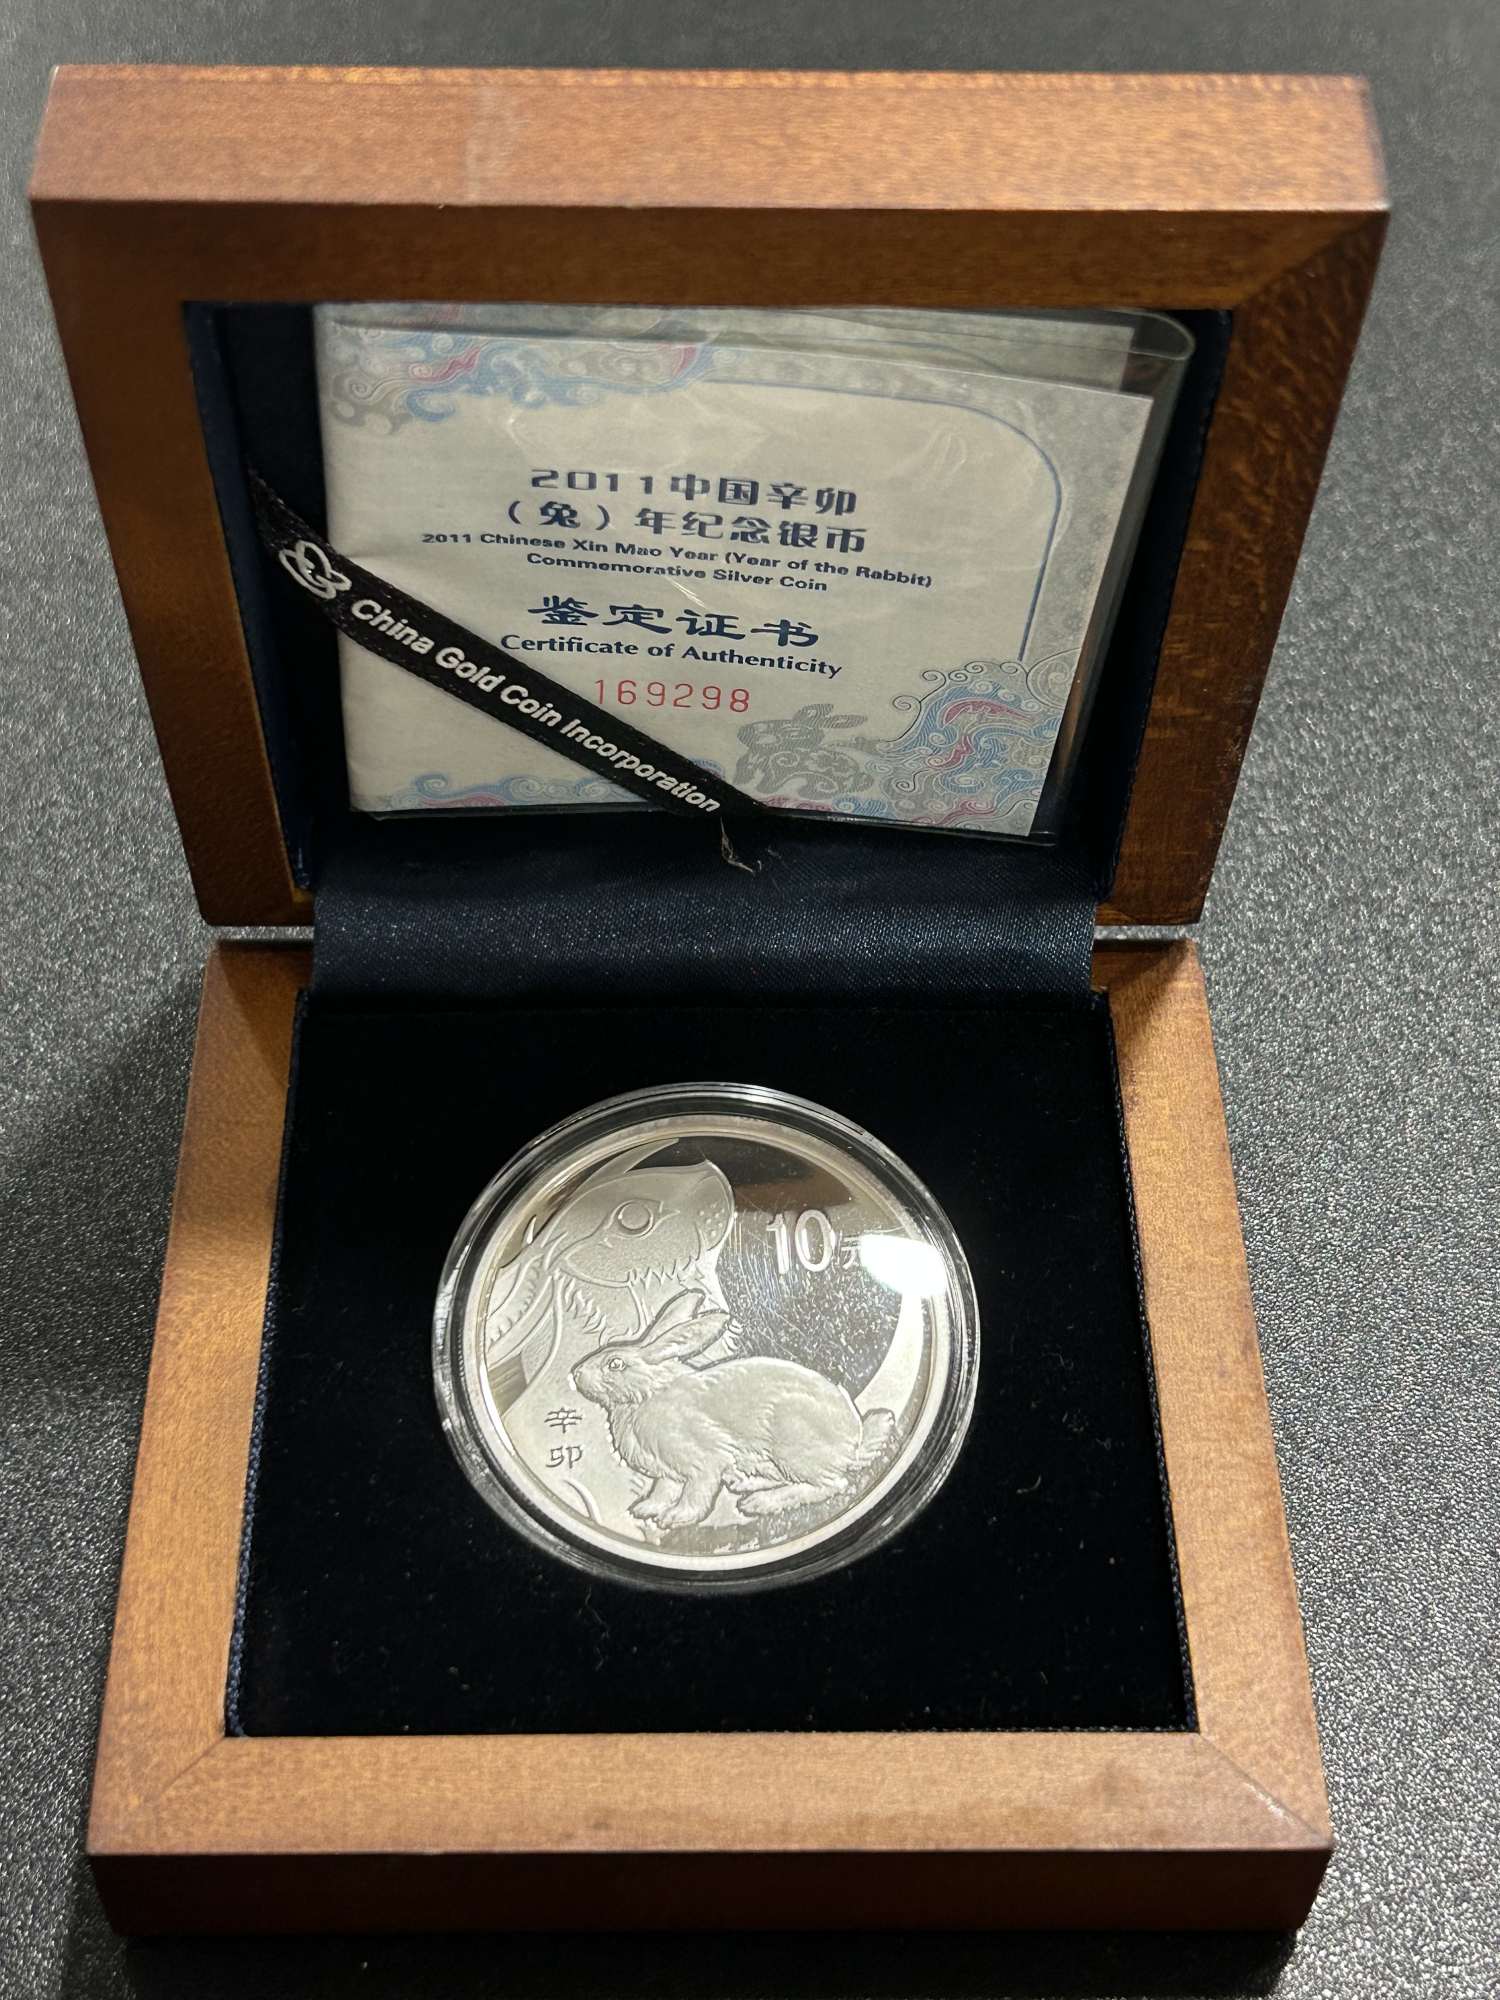 2011中国辛卯
（兔）年纪念银币
2011 Chinese Xin Mao Year (Year of the Rabbit)
Commemorative Silver Coin
鉴定证书
Certificate of Authenticity
169298
China Gold Coin Incorporation
10元
辛
卯